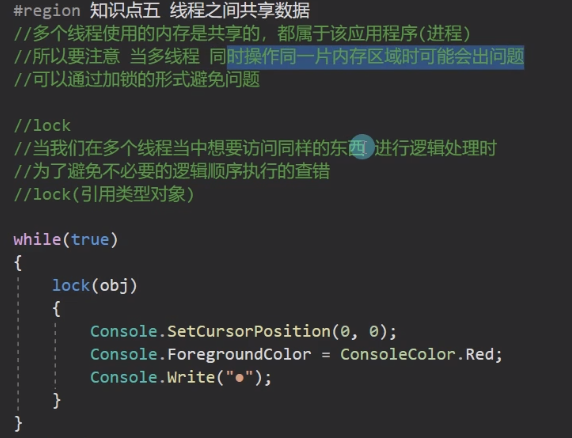 #region 知识点五 线程之间共享数据
//多个线程使用的内存是共享的，都属于该应用程序(进程)
//所以要注意 当多线程 同时操作同一片内存区域时可能会出问题
//可以通过加锁的形式避免问题
//lock
//当我们在多个线程当中想要访问同样的东西 进行逻辑处理时
//为了避免不必要的逻辑顺序执行的查错
//lock(引用类型对象)
while(true)
{
lock(obj)
{
Console.SetCursorPosition(0, 0);
Console.ForegroundColor = ConsoleColor.Red;
Console.Write("●");
}
}